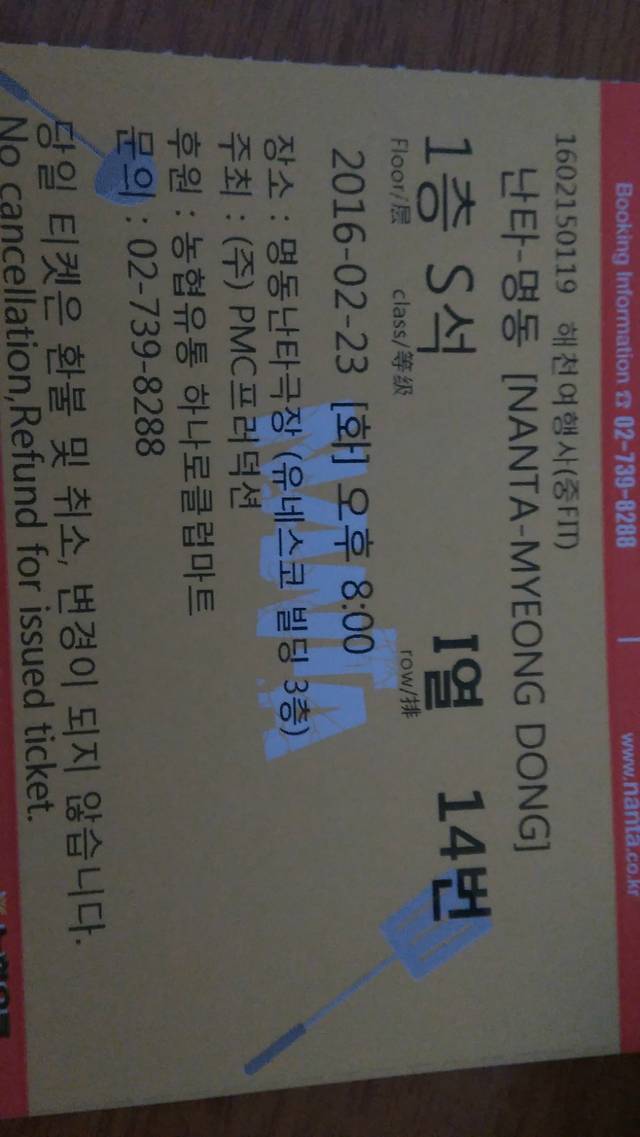 Booking Information ☎ 02-739-8288 | www.nanta.co.kr
1602150119 해천여행사(중FIT)
난타-명동 [NANTA-MYEONG DONG]
1층 S석 I열 14번
Floor/层 class/等級 row/排
2016-02-23 [화] 오후 8:00
NANTA
장소 : 명동난타극장 (유네스코 빌딩 3층)
주최 : (주) PMC프러덕션
후원 : 농협유통 하나로클럽마트
문의 : 02-739-8288
당일 티켓은 환불 및 취소, 변경이 되지 않습니다.
No cancellation,Refund for issued ticket.